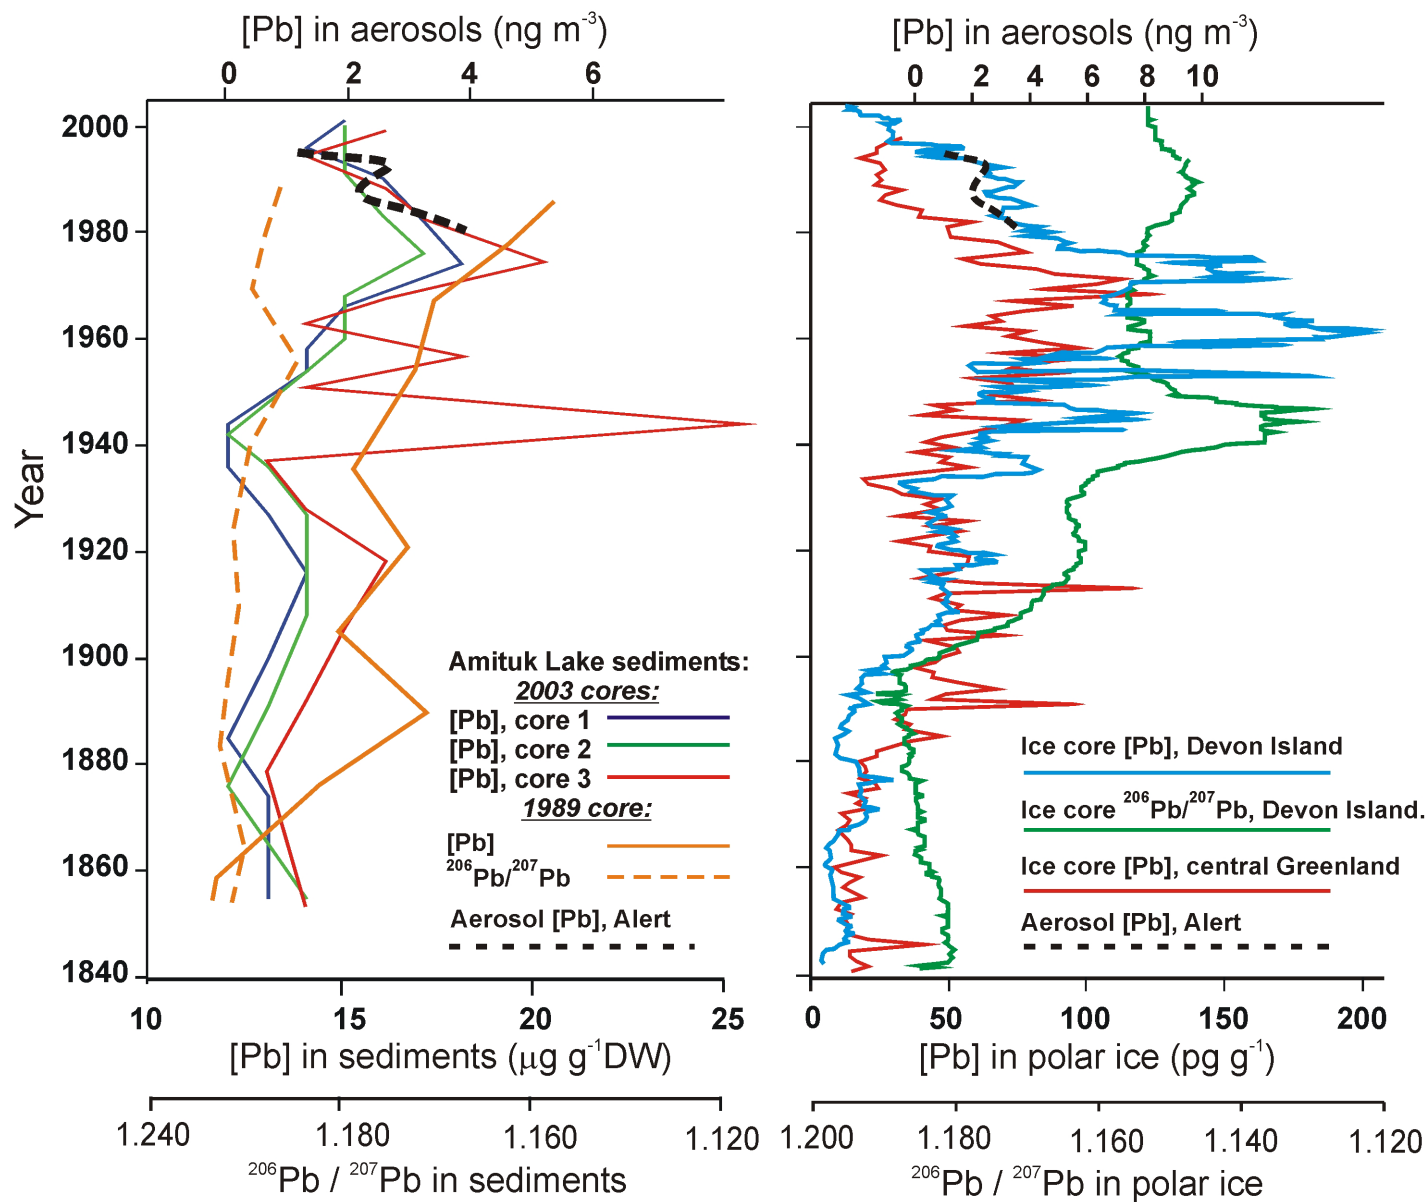 [Pb] in aerosols (ng m⁻³)
0 2 4 6
2000
1980
1960
1940
1920
1900
1880
1860
1840
Year
Amituk Lake sediments:
2003 cores:
[Pb], core 1
[Pb], core 2
[Pb], core 3
1989 core:
[Pb]
²⁰⁶Pb/²⁰⁷Pb
Aerosol [Pb], Alert
10 15 20 25
[Pb] in sediments (μg g⁻¹DW)
1.240 1.180 1.160 1.120
²⁰⁶Pb / ²⁰⁷Pb in sediments
[Pb] in aerosols (ng m⁻³)
0 2 4 6 8 10
Ice core [Pb], Devon Island
Ice core ²⁰⁶Pb/²⁰⁷Pb, Devon Island.
Ice core [Pb], central Greenland
Aerosol [Pb], Alert
0 50 100 150 200
[Pb] in polar ice (pg g⁻¹)
1.200 1.180 1.160 1.140 1.120
²⁰⁶Pb / ²⁰⁷Pb in polar ice